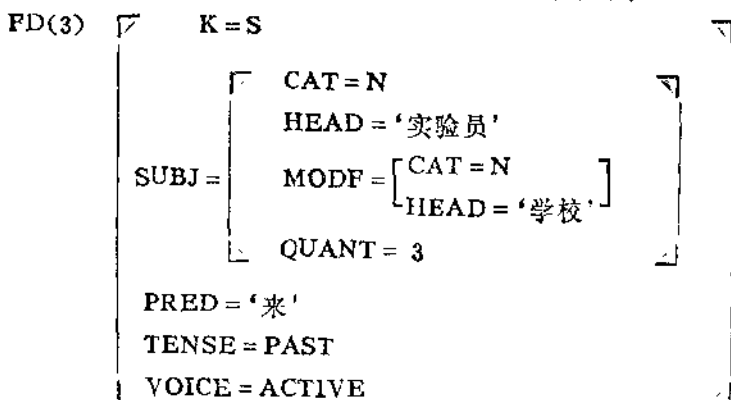 FD(3) K=S
CAT=N
HEAD=‘实验员’
SUBJ= MODF=[CAT=N
HEAD=‘学校’]
QUANT=3
PRED=‘来’
TENSE=PAST
VOICE=ACTIVE